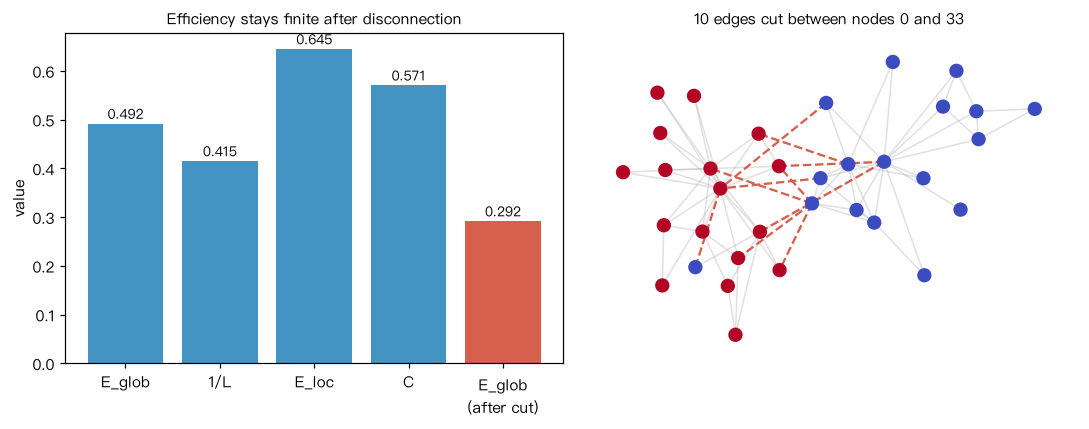 Efficiency stays finite after disconnection
value
0.6
0.5
0.4
0.3
0.2
0.1
0.0
0.492
0.415
0.645
0.571
0.292
E_glob
1/L
E_loc
C
E_glob
(after cut)
10 edges cut between nodes 0 and 33